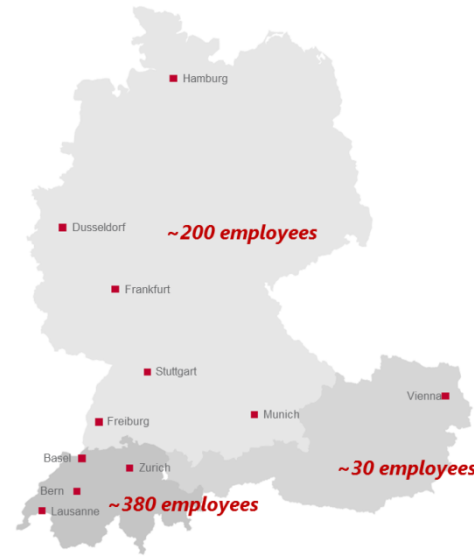 Hamburg
Dusseldorf
~200 employees
Frankfurt
Stuttgart
Vienna
Munich
Freiburg
Basel
Zurich
~30 employees
Bern
~380 employees
Lausanne